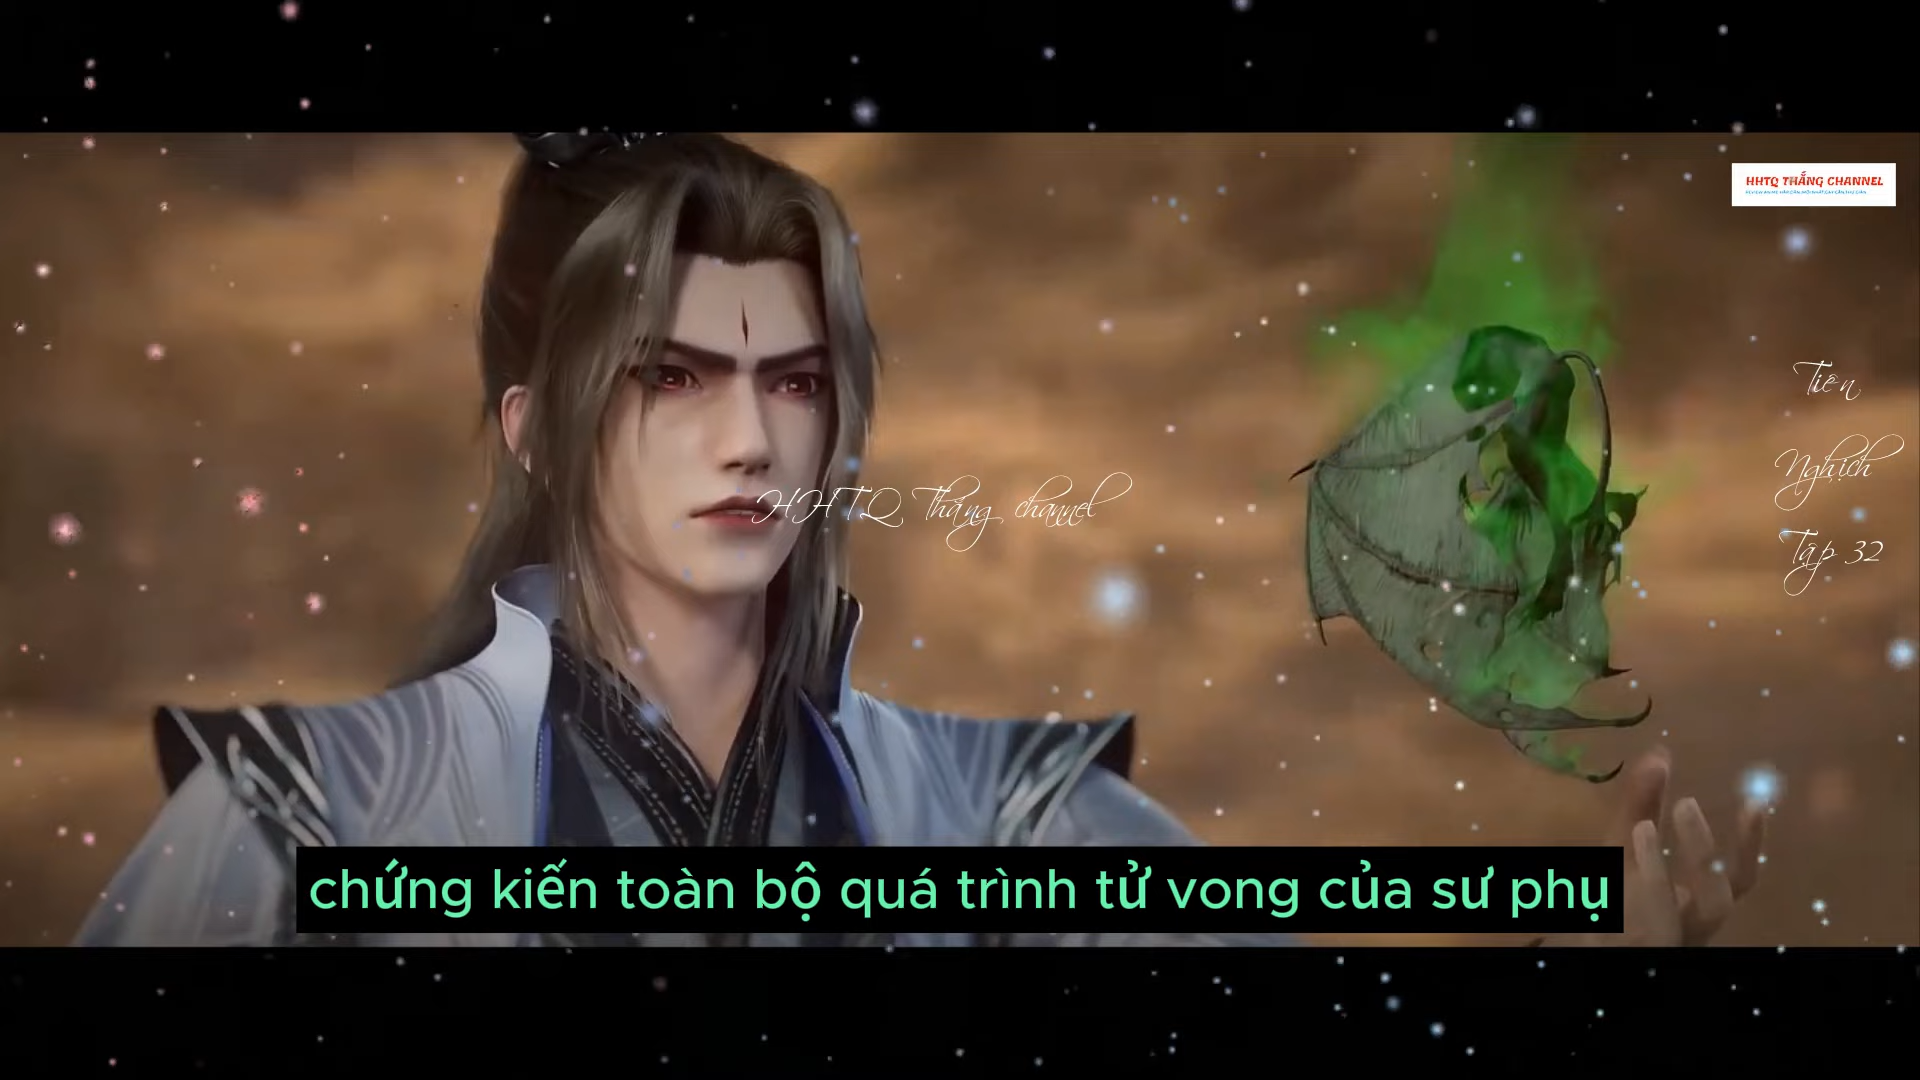 HHTQ THẮNG CHANNEL
Tiên
Nghịch
Tập 32
HHTQ Thắng channel
chứng kiến toàn bộ quá trình tử vong của sư phụ